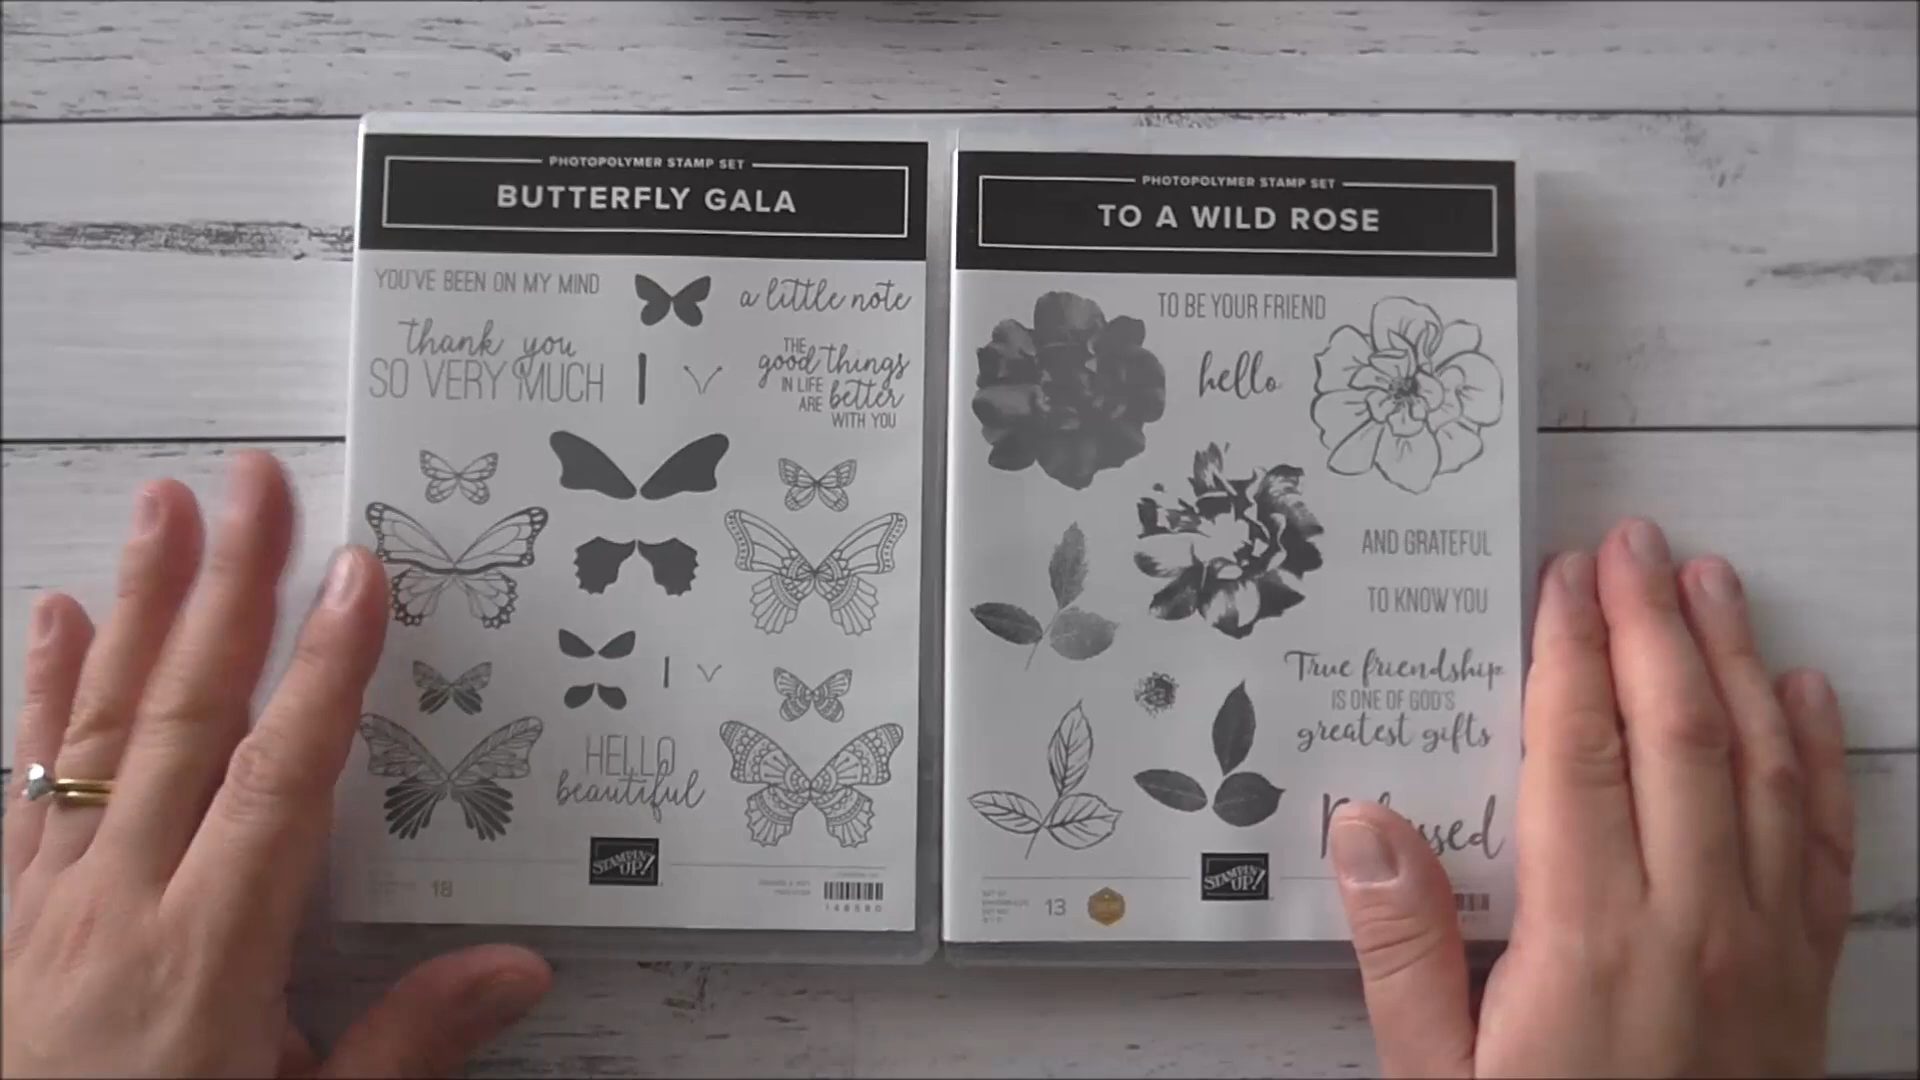 PHOTOPOLYMER STAMP SET
BUTTERFLY GALA
YOU'VE BEEN ON MY MIND
a little note
thank you
SO VERY MUCH
THE
good things
IN LIFE
ARE better
WITH YOU
HELLO
beautiful
STAMPIN' UP!
18
148580
PHOTOPOLYMER STAMP SET
TO A WILD ROSE
TO BE YOUR FRIEND
hello
AND GRATEFUL
TO KNOW YOU
True friendship
IS ONE OF GOD'S
greatest gifts
STAMPIN' UP!
13